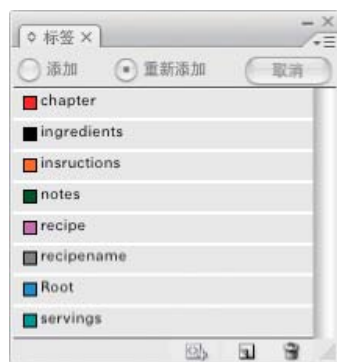 标签
添加 重新添加 取消
chapter
ingredients
insructions
notes
recipe
recipename
Root
servings